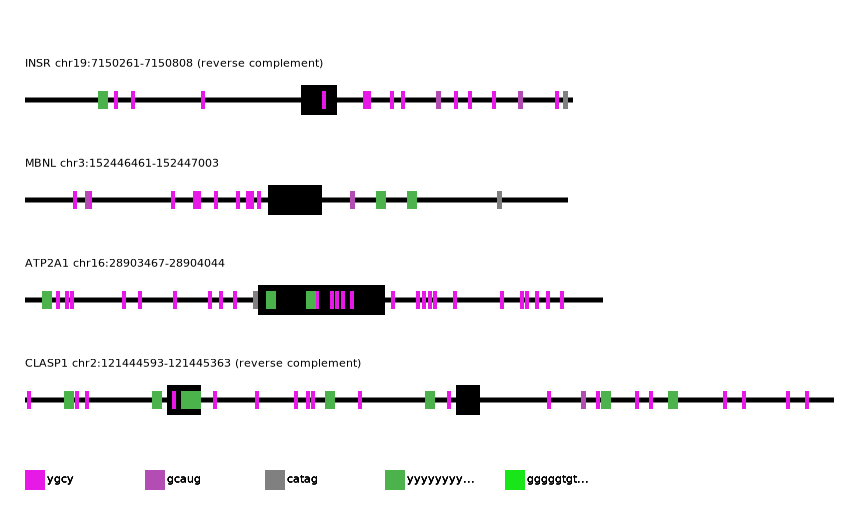 INSR chr19:7150261-7150808 (reverse complement)
MBNL chr3:152446461-152447003
ATP2A1 chr16:28903467-28904044
CLASP1 chr2:121444593-121445363 (reverse complement)
ygcy gcaug catag yyyyyyyy... gggggtgt...